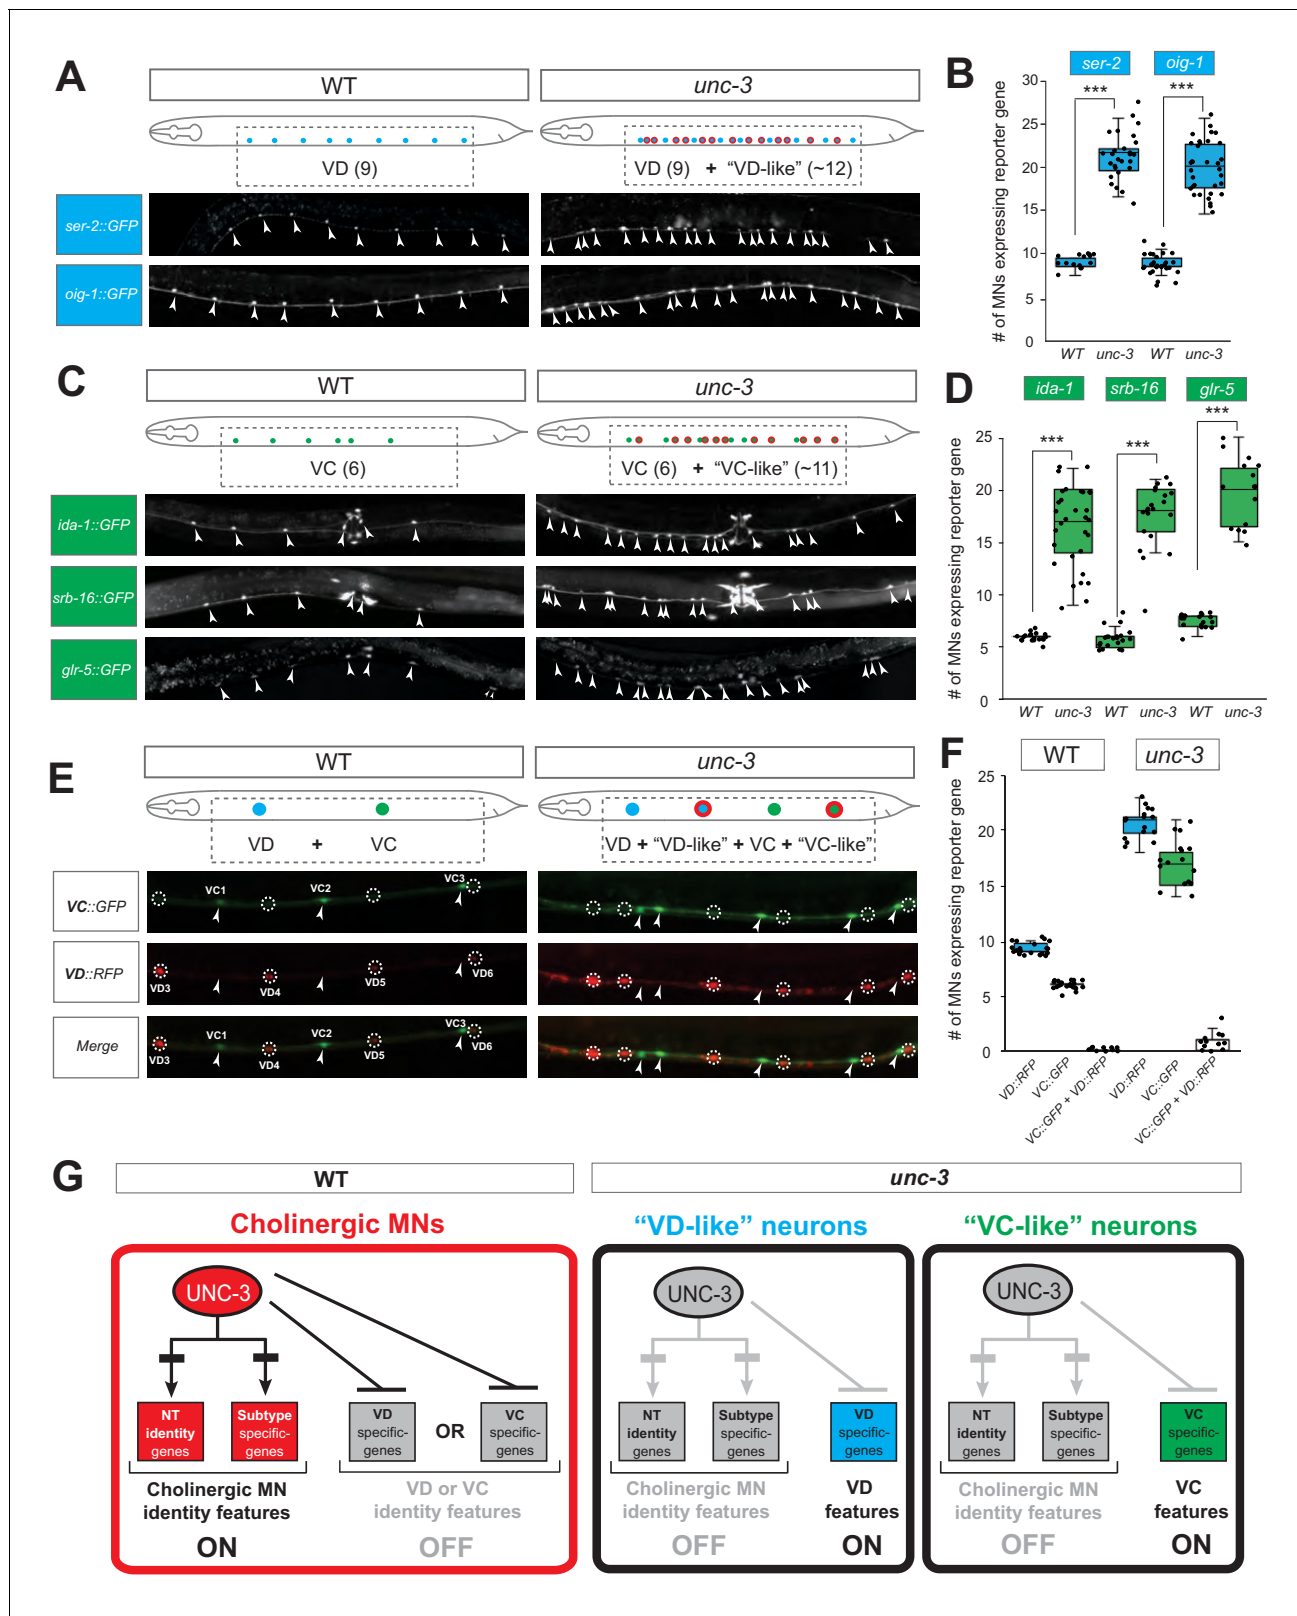 A
WT
unc-3
VD (9)
VD (9) + “VD-like” (~12)
ser-2::GFP
oig-1::GFP
B
ser-2
oig-1
***
***
# of MNs expressing reporter gene
30
25
20
15
10
5
0
WT
unc-3
WT
unc-3
C
WT
unc-3
VC (6)
VC (6) + “VC-like” (~11)
ida-1::GFP
srb-16::GFP
glr-5::GFP
D
ida-1
srb-16
glr-5
***
***
***
# of MNs expressing reporter gene
25
20
15
10
5
0
WT
unc-3
WT
unc-3
WT
unc-3
E
WT
unc-3
VD + VC
VD + “VD-like” + VC + “VC-like”
VC::GFP
VC1
VC2
VC3
VD::RFP
VD3
VD4
VD5
VD6
Merge
VC1
VC2
VC3
VD3
VD4
VD5
VD6
F
WT
unc-3
# of MNs expressing reporter gene
25
20
15
10
5
0
VD::RFP
VC::GFP
VC::GFP + VD::RFP
VD::RFP
VC::GFP
VC::GFP + VD::RFP
G
WT
unc-3
Cholinergic MNs
UNC-3
NT
identity
genes
Subtype
specific-
genes
VD
specific-
genes
OR
VC
specific-
genes
Cholinergic MN
identity features
ON
VD or VC
identity features
OFF
“VD-like” neurons
UNC-3
NT
identity
genes
Subtype
specific-
genes
VD
specific-
genes
Cholinergic MN
identity features
OFF
VD
features
ON
“VC-like” neurons
UNC-3
NT
identity
genes
Subtype
specific-
genes
VC
specific-
genes
Cholinergic MN
identity features
OFF
VC
features
ON